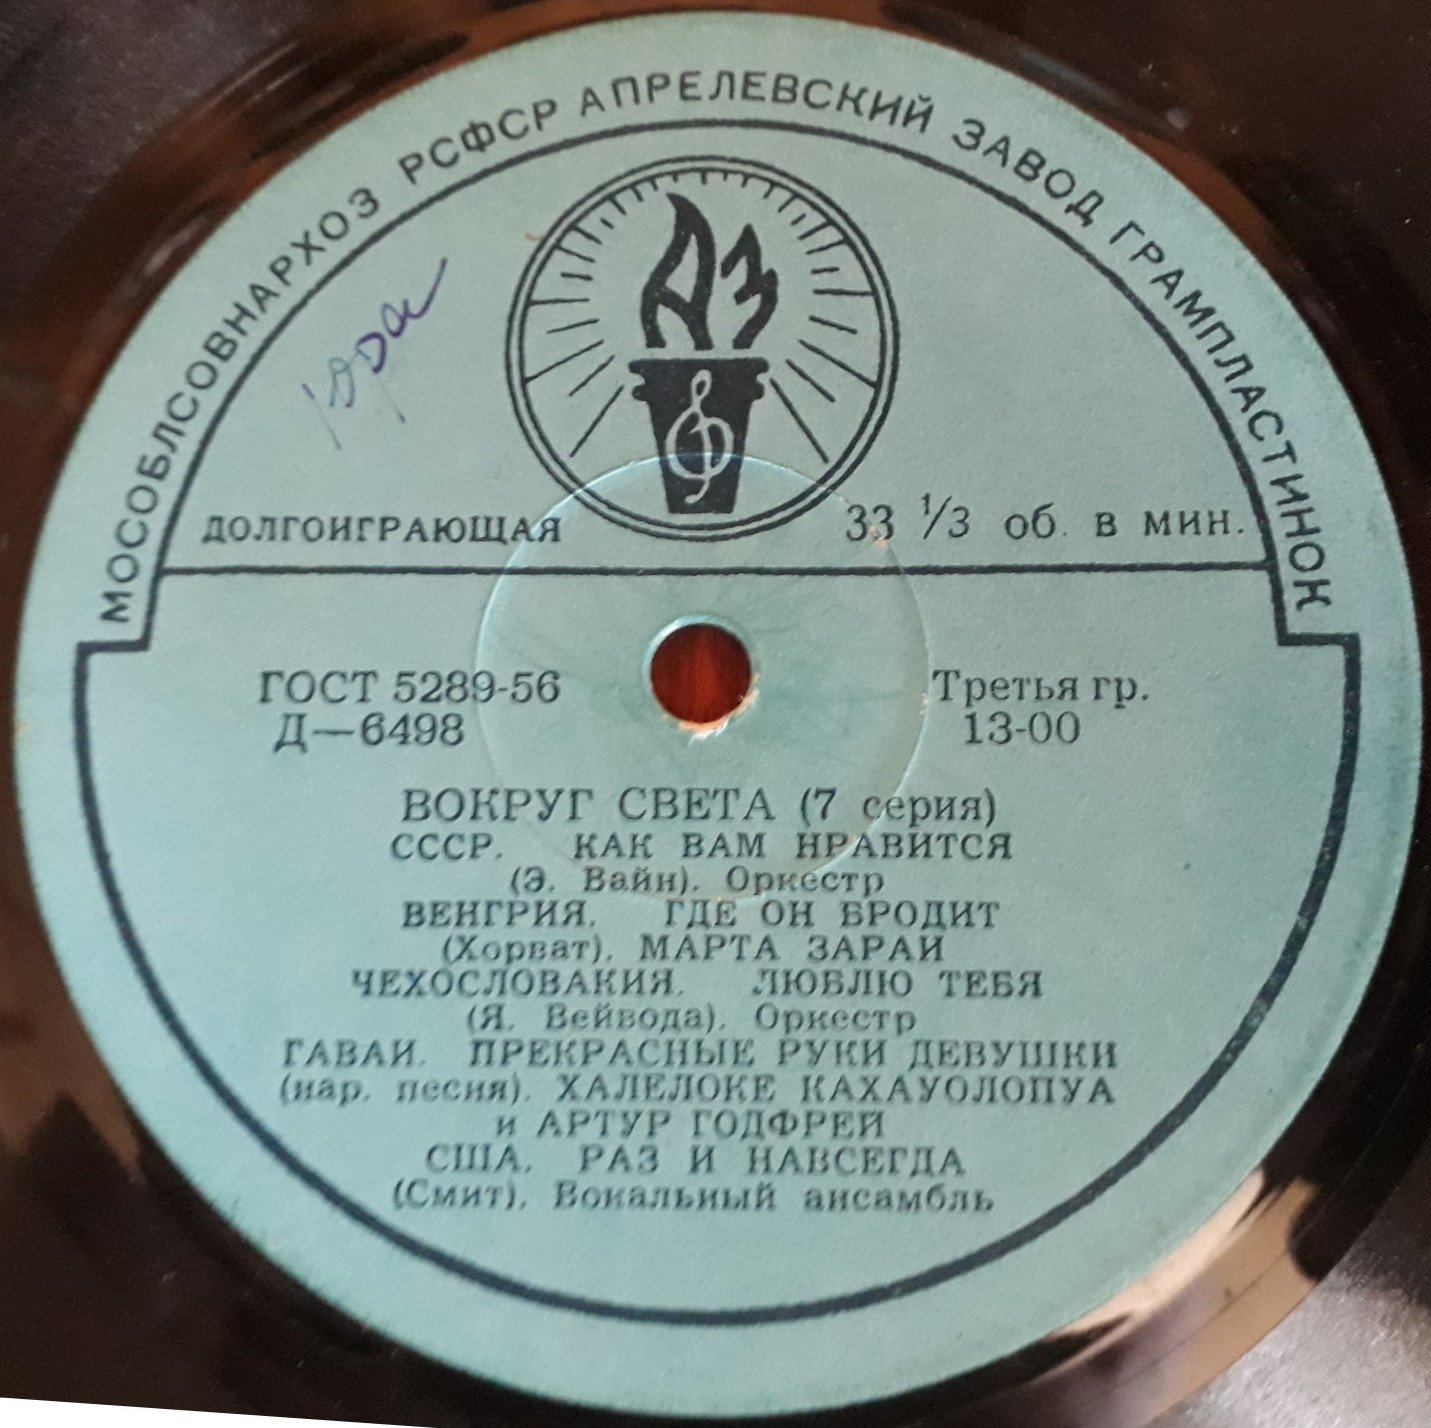 МОСОБЛСОВНАРХОЗ РСФСР АПРЕЛЕВСКИЙ ЗАВОД ГРАМПЛАСТИНОК
АЗ
Юра
ДОЛГОИГРАЮЩАЯ 33 1/3 об. в мин.
ГОСТ 5289-56 Третья гр.
Д—6498 13-00
ВОКРУГ СВЕТА (7 серия)
СССР. КАК ВАМ НРАВИТСЯ
(Э. Вайн). Оркестр
ВЕНГРИЯ. ГДЕ ОН БРОДИТ
(Хорват). МАРТА ЗАРАИ
ЧЕХОСЛОВАКИЯ. ЛЮБЛЮ ТЕБЯ
(Я. Вейвода). Оркестр
ГАВАИ. ПРЕКРАСНЫЕ РУКИ ДЕВУШКИ
(нар. песня). ХАЛЕЛОКЕ КАХАУОЛОПУА
и АРТУР ГОДФРЕЙ
США. РАЗ И НАВСЕГДА
(Смит). Вокальный ансамбль